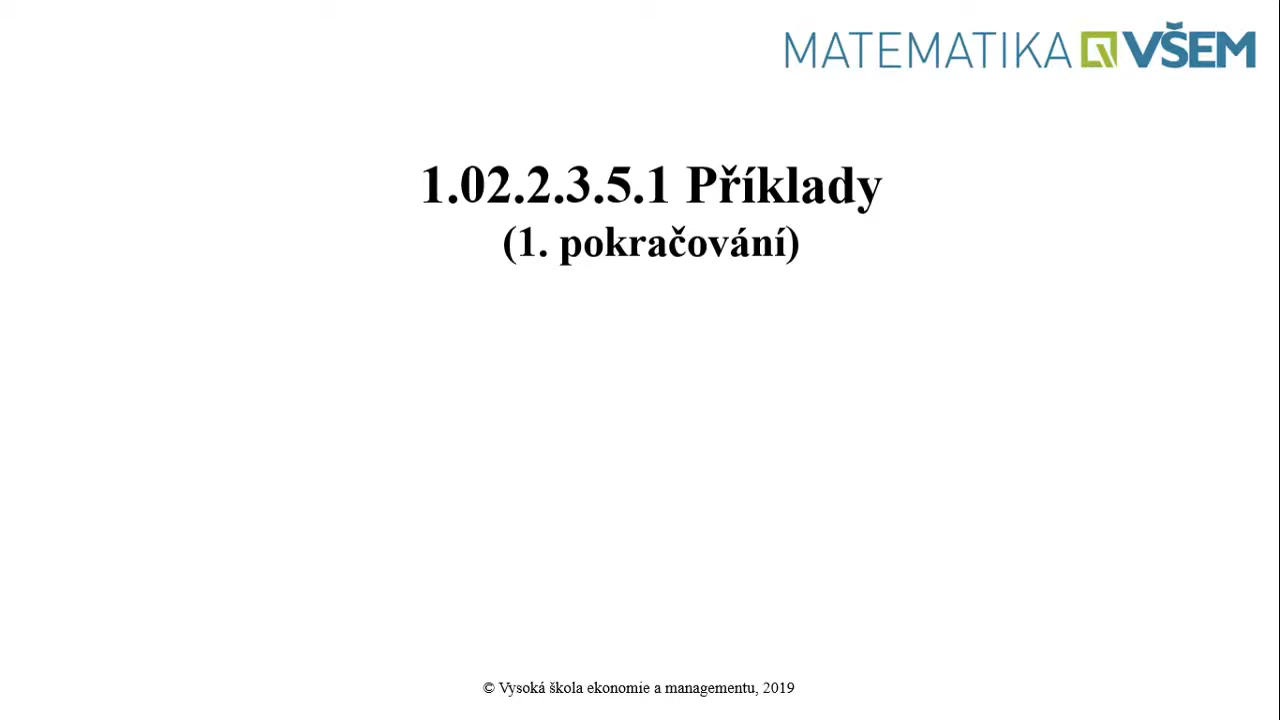 MATEMATIKA VŠEM
1.02.2.3.5.1 Příklady
(1. pokračování)
© Vysoká škola ekonomie a managementu, 2019